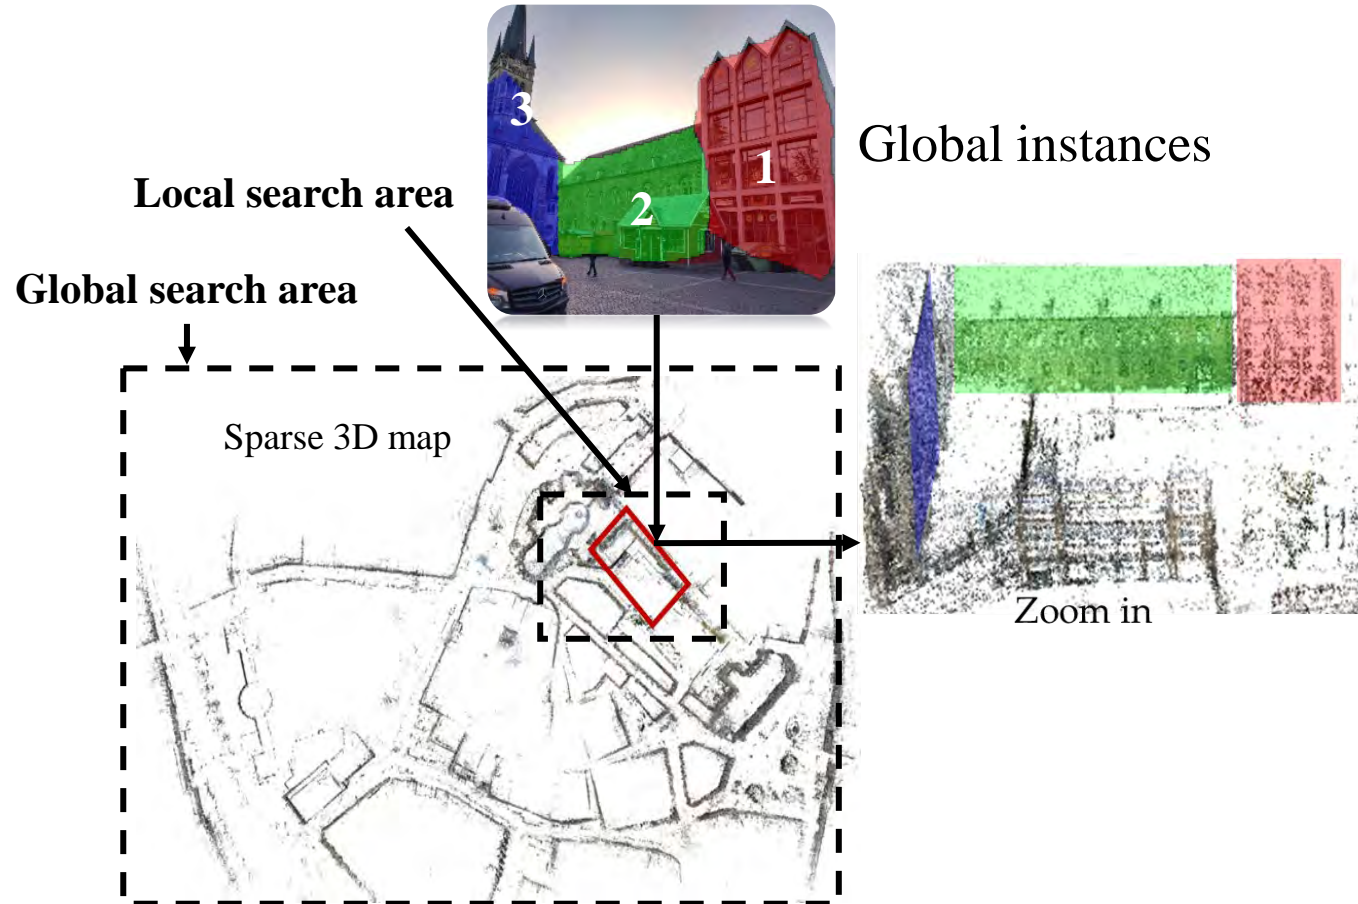 3
1
2
Global instances
Local search area
Global search area
Sparse 3D map
Zoom in